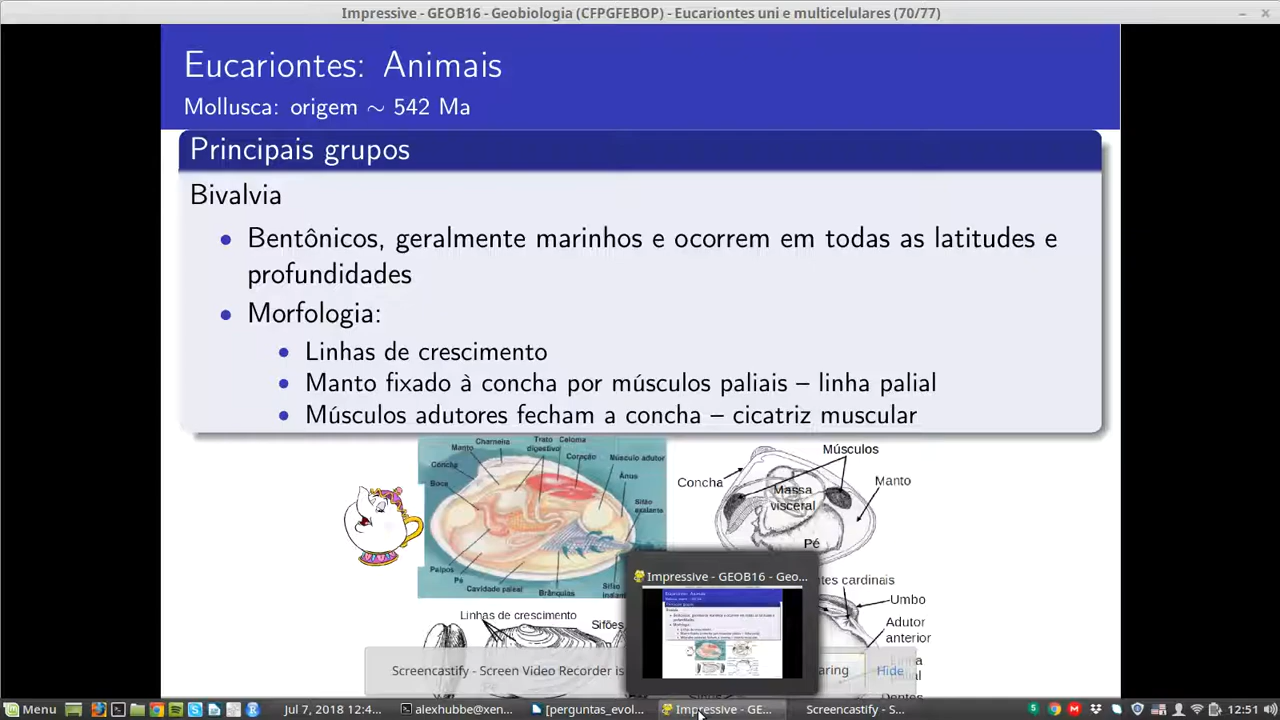 Impressive - GEOB16 - Geobiologia (CFPGFEBOP) - Eucariontes uni e multicelulares (70/77)
Eucariontes: Animais
Mollusca: origem ~ 542 Ma
Principais grupos
Bivalvia
• Bentônicos, geralmente marinhos e ocorrem em todas as latitudes e
profundidades
• Morfologia:
• Linhas de crescimento
• Manto fixado à concha por músculos paliais – linha palial
• Músculos adutores fecham a concha – cicatriz muscular
Charneira
Trato
digestivo
Celoma
Manto
Coração
Músculo adutor
Concha
Ânus
Boca
Sifão
exalante
Palpos
Pé
Cavidade paleal
Brânquias
Sifão
Músculos
Concha
Manto
Massa
visceral
Pé
Impressive - GEOB16 - Geo...
cardinais
Umbo
Adutor
anterior
Linhas de crescimento
Sifões
Screencastify - Screen Video Recorder is
Hide
Menu
Jul 7, 2018 12:4...
alexhubbe@xen...
[perguntas_evol...
Impressive - GE...
Screencastify - S...
12:51